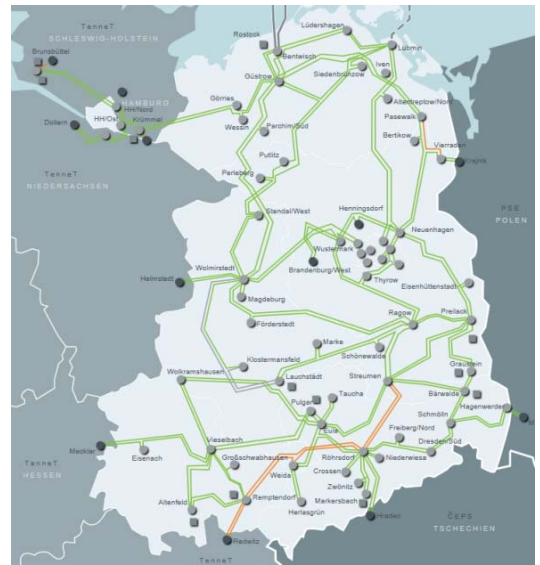 TenneT
SCHLESWIG-HOLSTEIN
Brunsbüttel
HAMBURG
HH/Nord
HH/Ost
Krümmel
Dollern
TenneT
NIEDERSACHSEN
Rostock
Lüdershagen
Bentwisch
Lubmin
Güstrow
Siedenbrünzow
Iven
Görries
Wessin
Parchim/Süd
Altentreptow/Nord
Pasewalk
Bertikow
Vierraden
Krajnik
Putlitz
Perleberg
Stendal/West
PSE
POLEN
Henningsdorf
Neuenhagen
Wustermark
Brandenburg/West
Thyrow
Eisenhüttenstadt
Wolmirstedt
Helmstedt
Magdeburg
Förderstedt
Ragow
Preilack
Marke
Klostermansfeld
Schönewalde
Wolkramshausen
Lauchstädt
Streumen
Graustein
Taucha
Pulgar
Bärwalde
Hagenwerder
Eula
Freiberg/Nord
Schmölln
Vieselbach
Mecklar
Eisenach
Großschwabhausen
Röhrsdorf
Dresden/Süd
Niederwiesa
TenneT
HESSEN
Weida
Crossen
Zwönitz
Altenfeld
Remptendorf
Herlasgrün
Markersbach
Hradec
Redwitz
ČEPS
TSCHECHIEN
TenneT